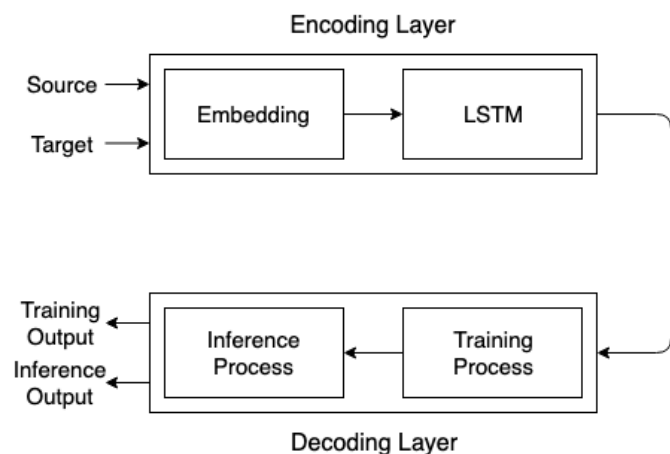 Encoding Layer
Source
Target
Embedding
LSTM
Training
Output
Inference
Output
Inference
Process
Training
Process
Decoding Layer